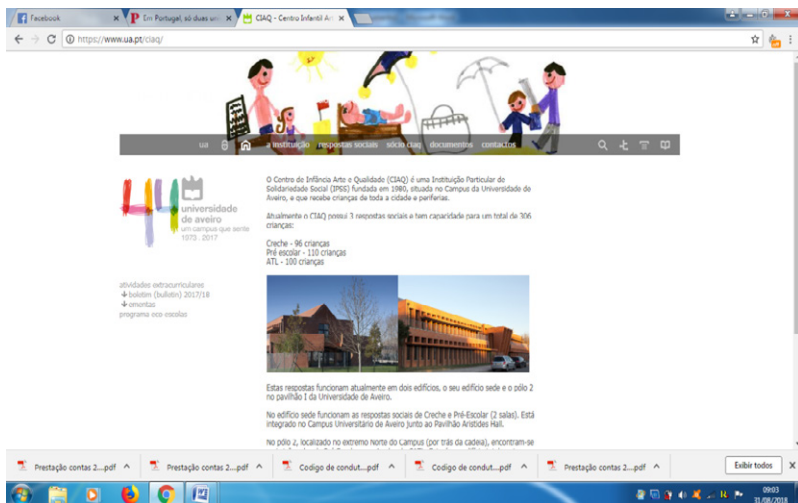 Facebook
Em Portugal, só duas uni
CIAQ - Centro Infantil Art
https://www.ua.pt/ciaq/
ua a instituição respostas sociais sócio ciaq documentos contactos
44
universidade
de aveiro
um campus que sente
1973 . 2017
atividades extracurriculares
boletim (bulletin) 2017/18
ementas
programa eco escolas
O Centro de Infância Arte e Qualidade (CIAQ) é uma Instituição Particular de
Solidariedade Social (IPSS) fundada em 1980, situada no Campus da Universidade de
Aveiro, e que recebe crianças de toda a cidade e periferias.
Atualmente o CIAQ possui 3 respostas sociais e tem capacidade para um total de 306
crianças:
Creche - 96 crianças
Pré escolar - 110 crianças
ATL - 100 crianças
Estas respostas funcionam atualmente em dois edifícios, o seu edifício sede e o pólo 2
no pavilhão I da Universidade de Aveiro.
No edifício sede funcionam as respostas sociais de Creche e Pré-Escolar (2 salas). Está
integrado no Campus Universitário de Aveiro junto ao Pavilhão Aristides Hall.
No pólo 2, localizado no extremo Norte do Campus (por trás da cadeia), encontram-se
Prestação contas 2....pdf
Prestação contas 2....pdf
Codigo de condut....pdf
Codigo de condut....pdf
Prestação contas 2....pdf
Exibir todos
09:03
31/08/2018